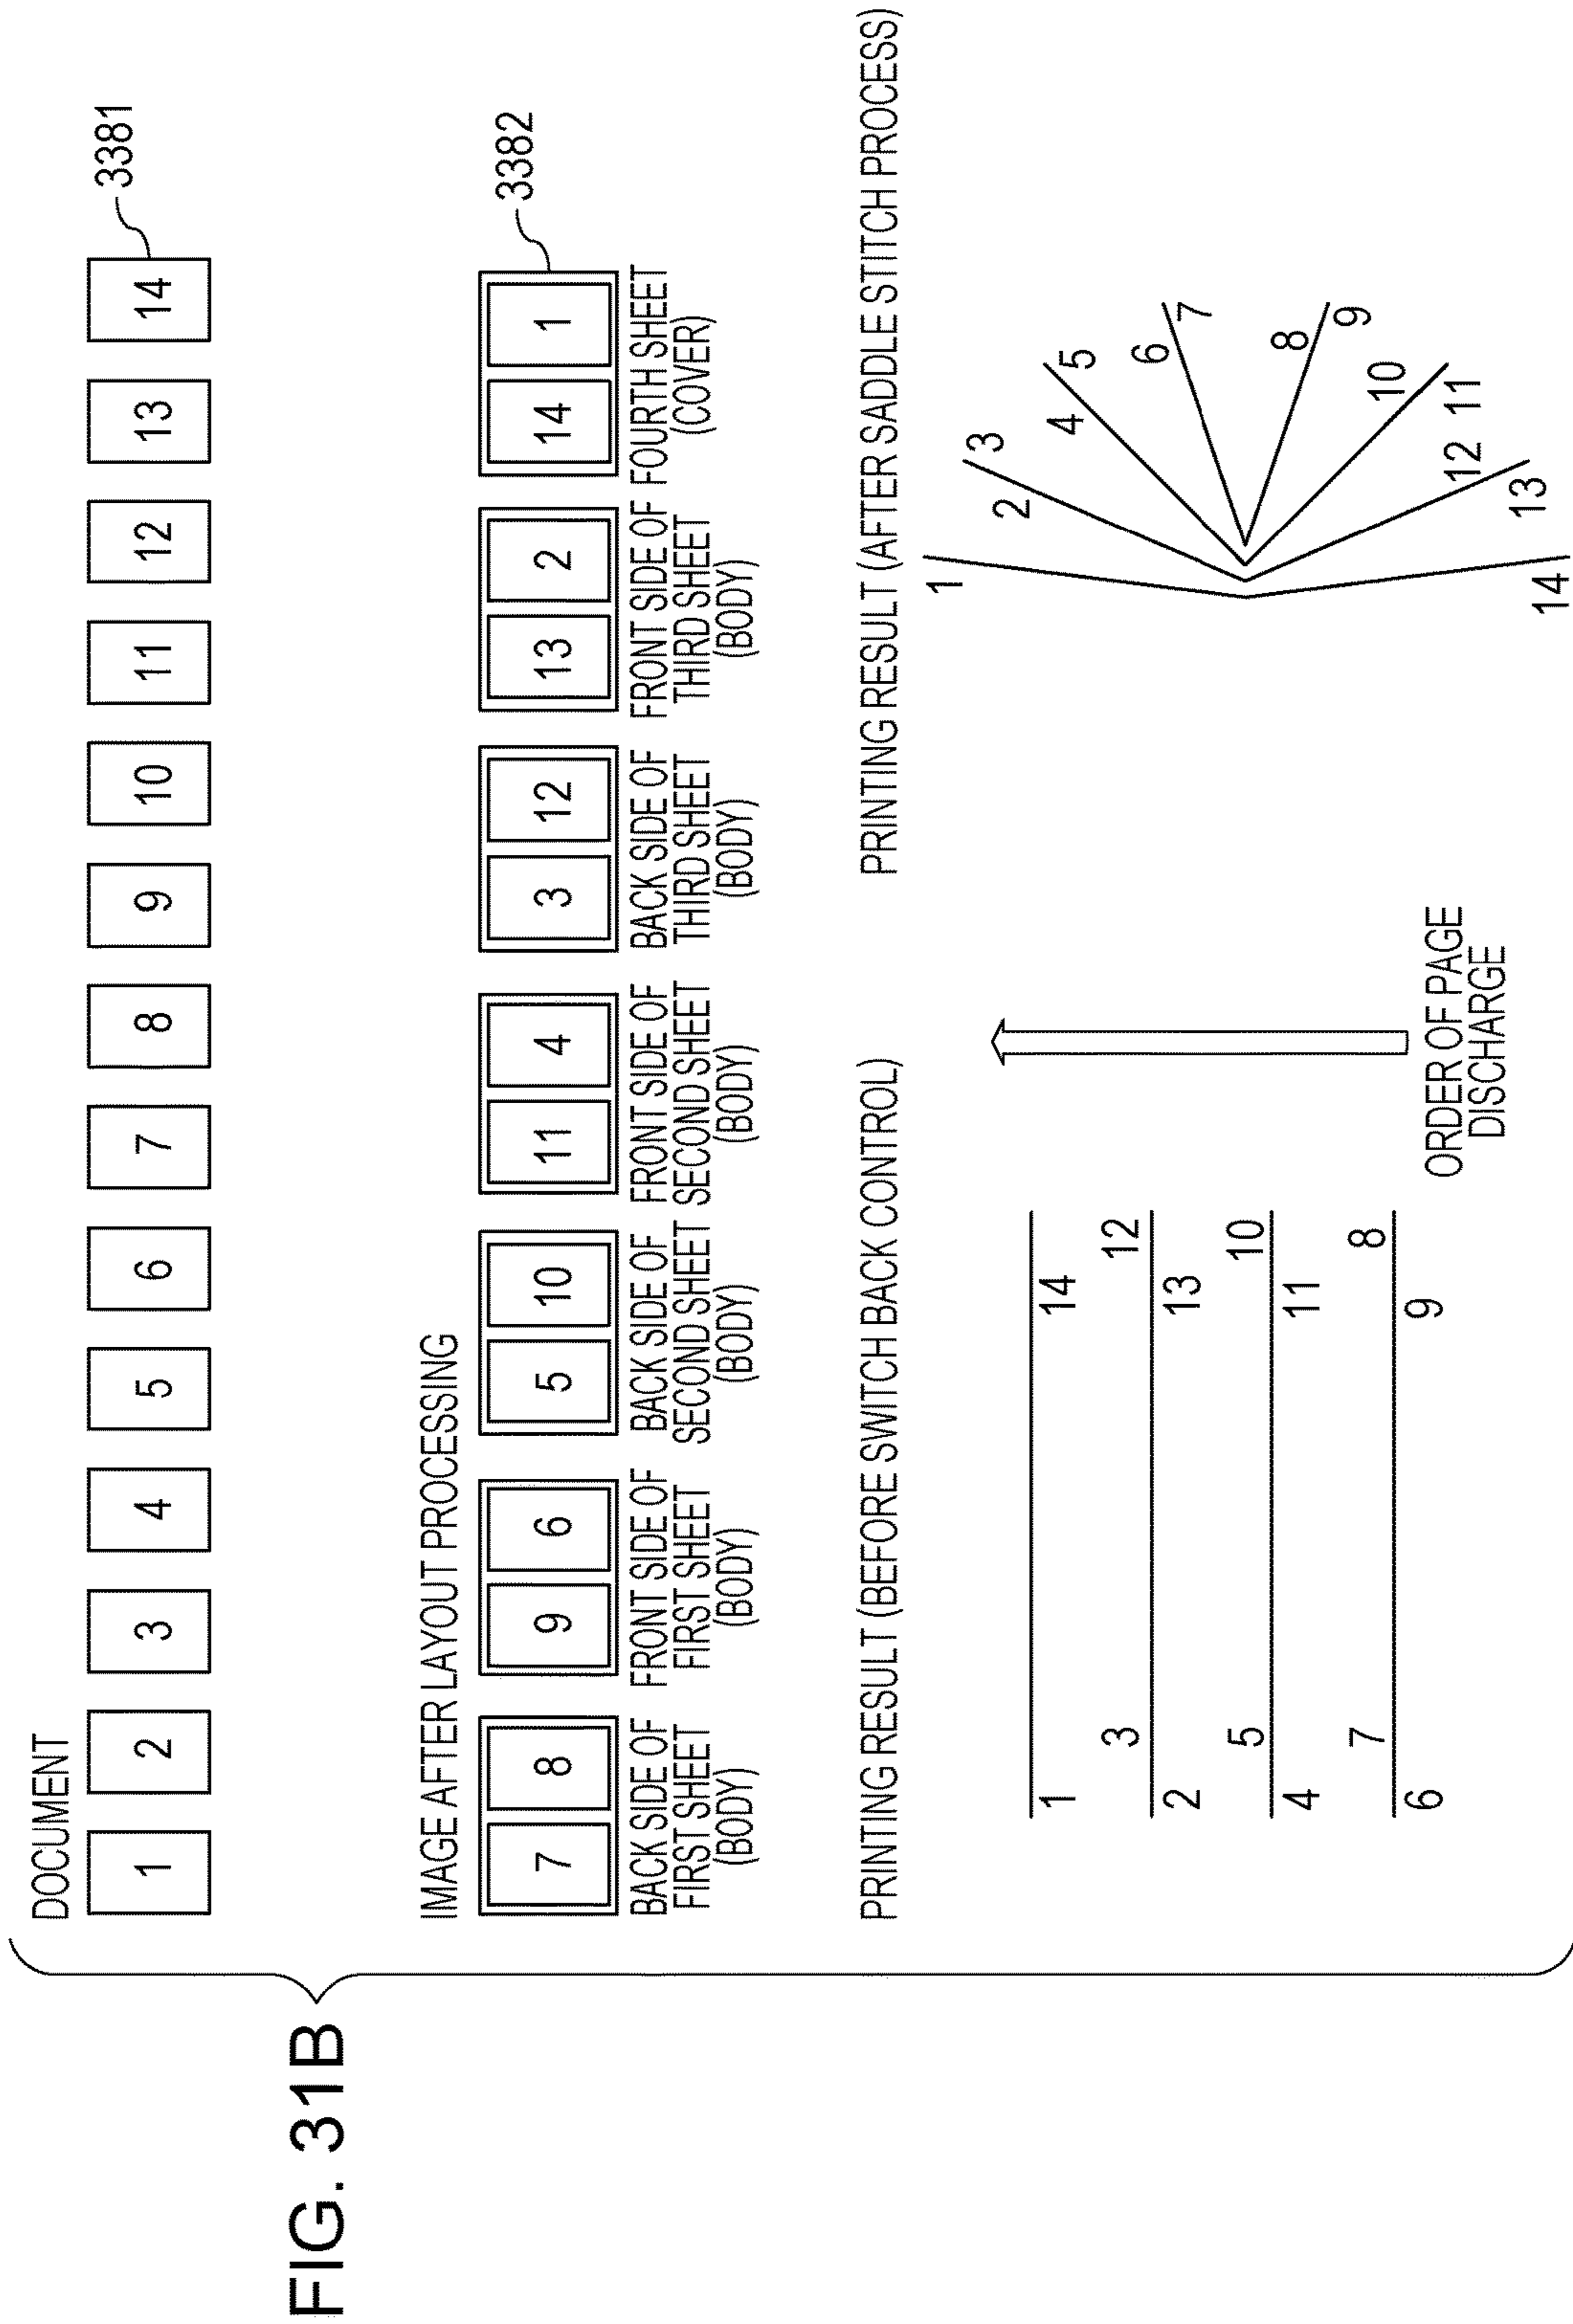 FIG. 31B
DOCUMENT
1 2 3 4 5 6 7 8 9 10 11 12 13 14
3381
IMAGE AFTER LAYOUT PROCESSING
7 8 9 6 5 10 11 4 3 12 13 2 14 1
3382
BACK SIDE OF
FIRST SHEET
(BODY)
FRONT SIDE OF
FIRST SHEET
(BODY)
BACK SIDE OF
SECOND SHEET
(BODY)
FRONT SIDE OF
SECOND SHEET
(BODY)
BACK SIDE OF
THIRD SHEET
(BODY)
FRONT SIDE OF
THIRD SHEET
(BODY)
FOURTH SHEET
(COVER)
PRINTING RESULT (BEFORE SWITCH BACK CONTROL)
1 14
3 12
2 13
5 10
4 11
7 8
6 9
ORDER OF PAGE
DISCHARGE
PRINTING RESULT (AFTER SADDLE STITCH PROCESS)
1
2
3
4
5
6
7
8
9
10
11
12
13
14